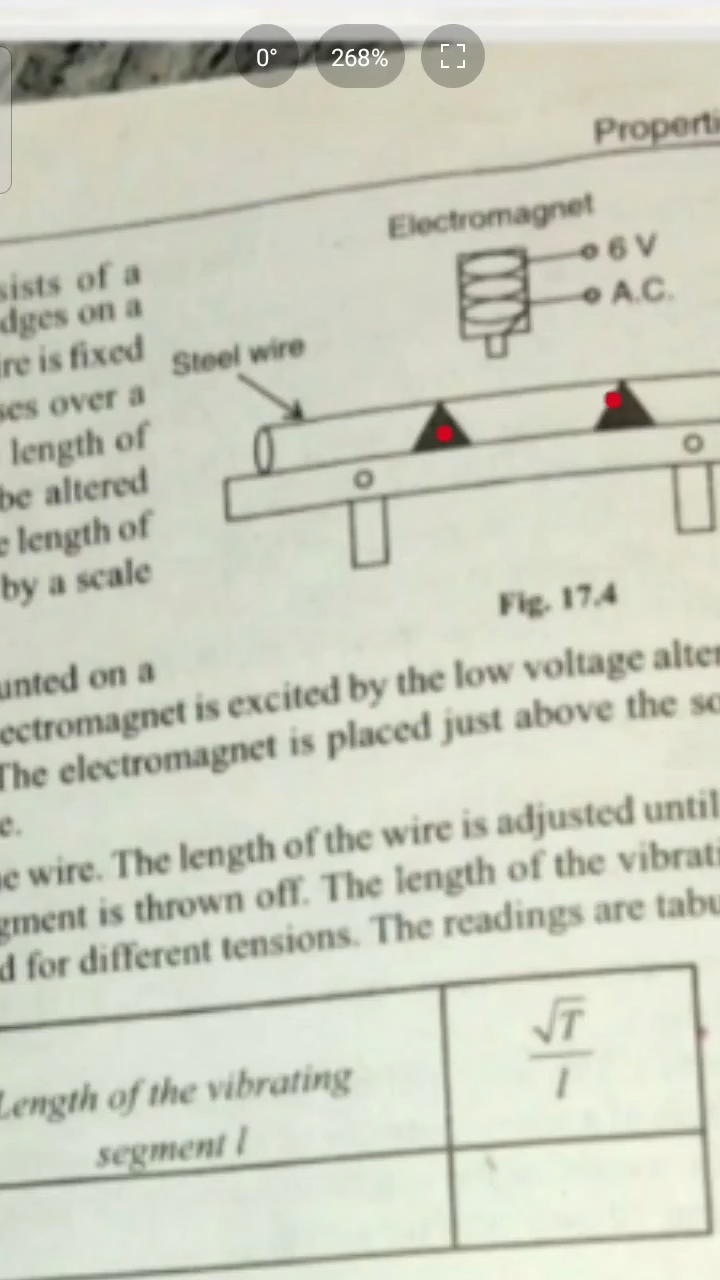 0°
268%
Properti
Electromagnet
6 V
A.C.
Steel wire
sists of a
dges on a
ire is fixed
ses over a
length of
be altered
e length of
by a scale
Fig. 17.4
unted on a
ectromagnet is excited by the low voltage alter
The electromagnet is placed just above the so
e.
e wire. The length of the wire is adjusted until
gment is thrown off. The length of the vibrati
d for different tensions. The readings are tabu
Length of the vibrating
segment l
√T
l